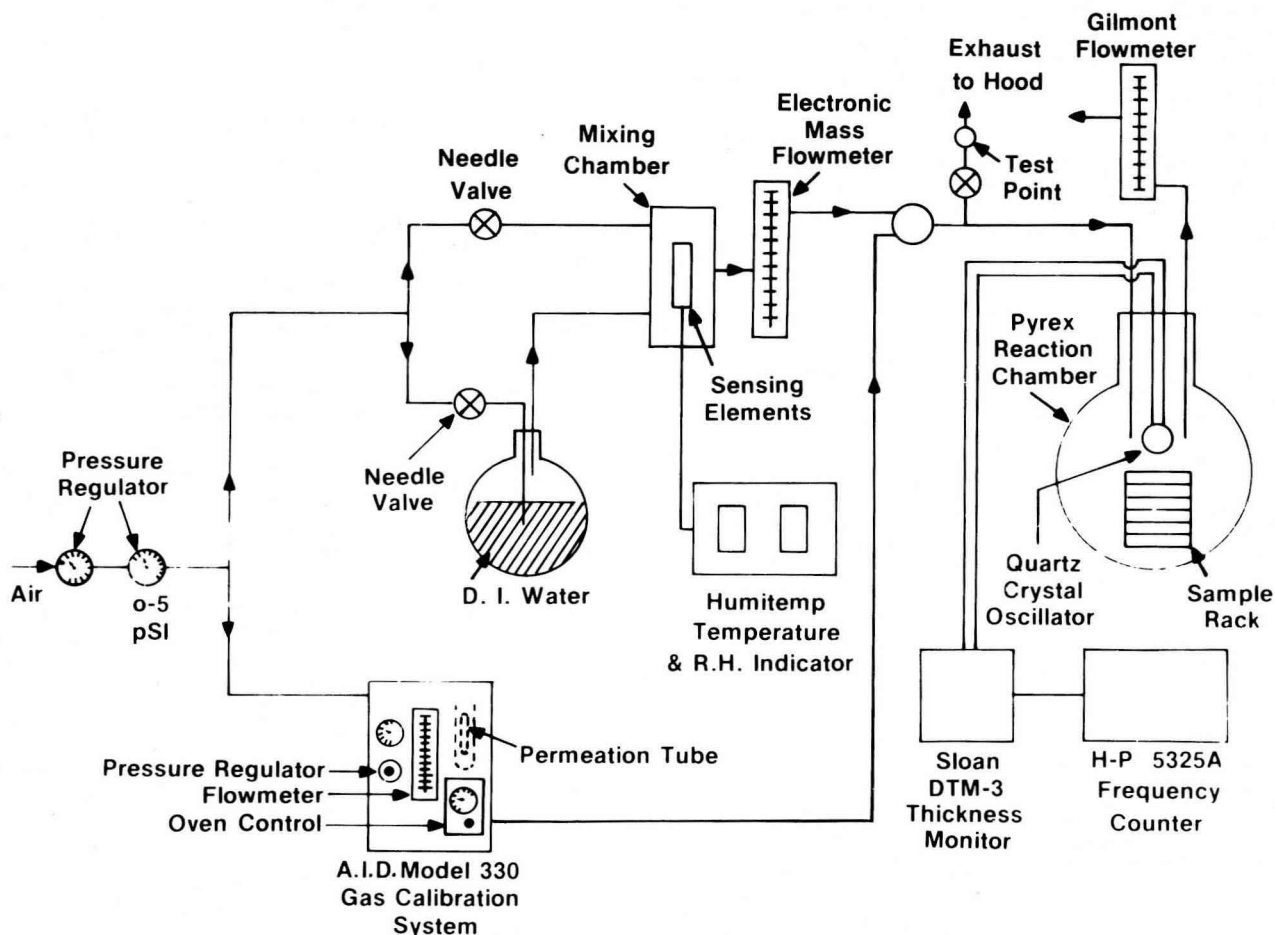 Gilmont
Flowmeter
Exhaust
to Hood
Electronic
Mass
Flowmeter
Mixing
Chamber
Needle
Valve
Test
Point
Pyrex
Reaction
Chamber
Sensing
Elements
Pressure
Regulator
Needle
Valve
Air
o-5
pSI
D. I. Water
Humitemp
Temperature
& R.H. Indicator
Quartz
Crystal
Oscillator
Sample
Rack
Permeation Tube
Pressure Regulator
Flowmeter
Oven Control
Sloan
DTM-3
Thickness
Monitor
H-P 5325A
Frequency
Counter
A.I.D. Model 330
Gas Calibration
System